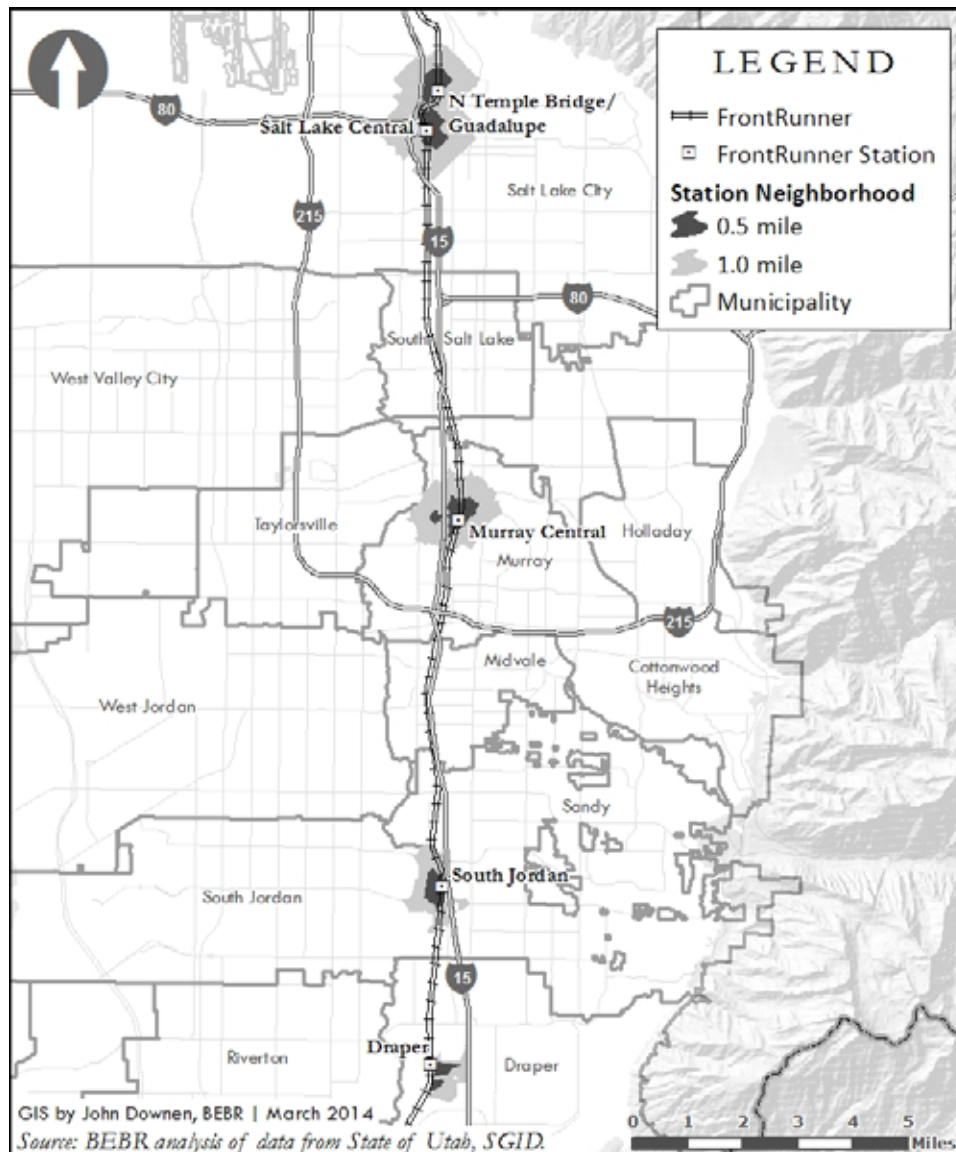 LEGEND
FrontRunner
FrontRunner Station
Station Neighborhood
0.5 mile
1.0 mile
Municipality
80
N Temple Bridge/
Guadalupe
Salt Lake Central
Salt Lake City
215
15
80
South Salt Lake
West Valley City
Taylorsville
Murray Central
Holladay
Murray
215
Midvale
Cottonwood
Heights
West Jordan
Sandy
South Jordan
South Jordan
15
Draper
Riverton
Draper
GIS by John Downen, BEBR | March 2014
Source: BEBR analysis of data from State of Utah, SGID.
0 1 2 3 4 5
Miles